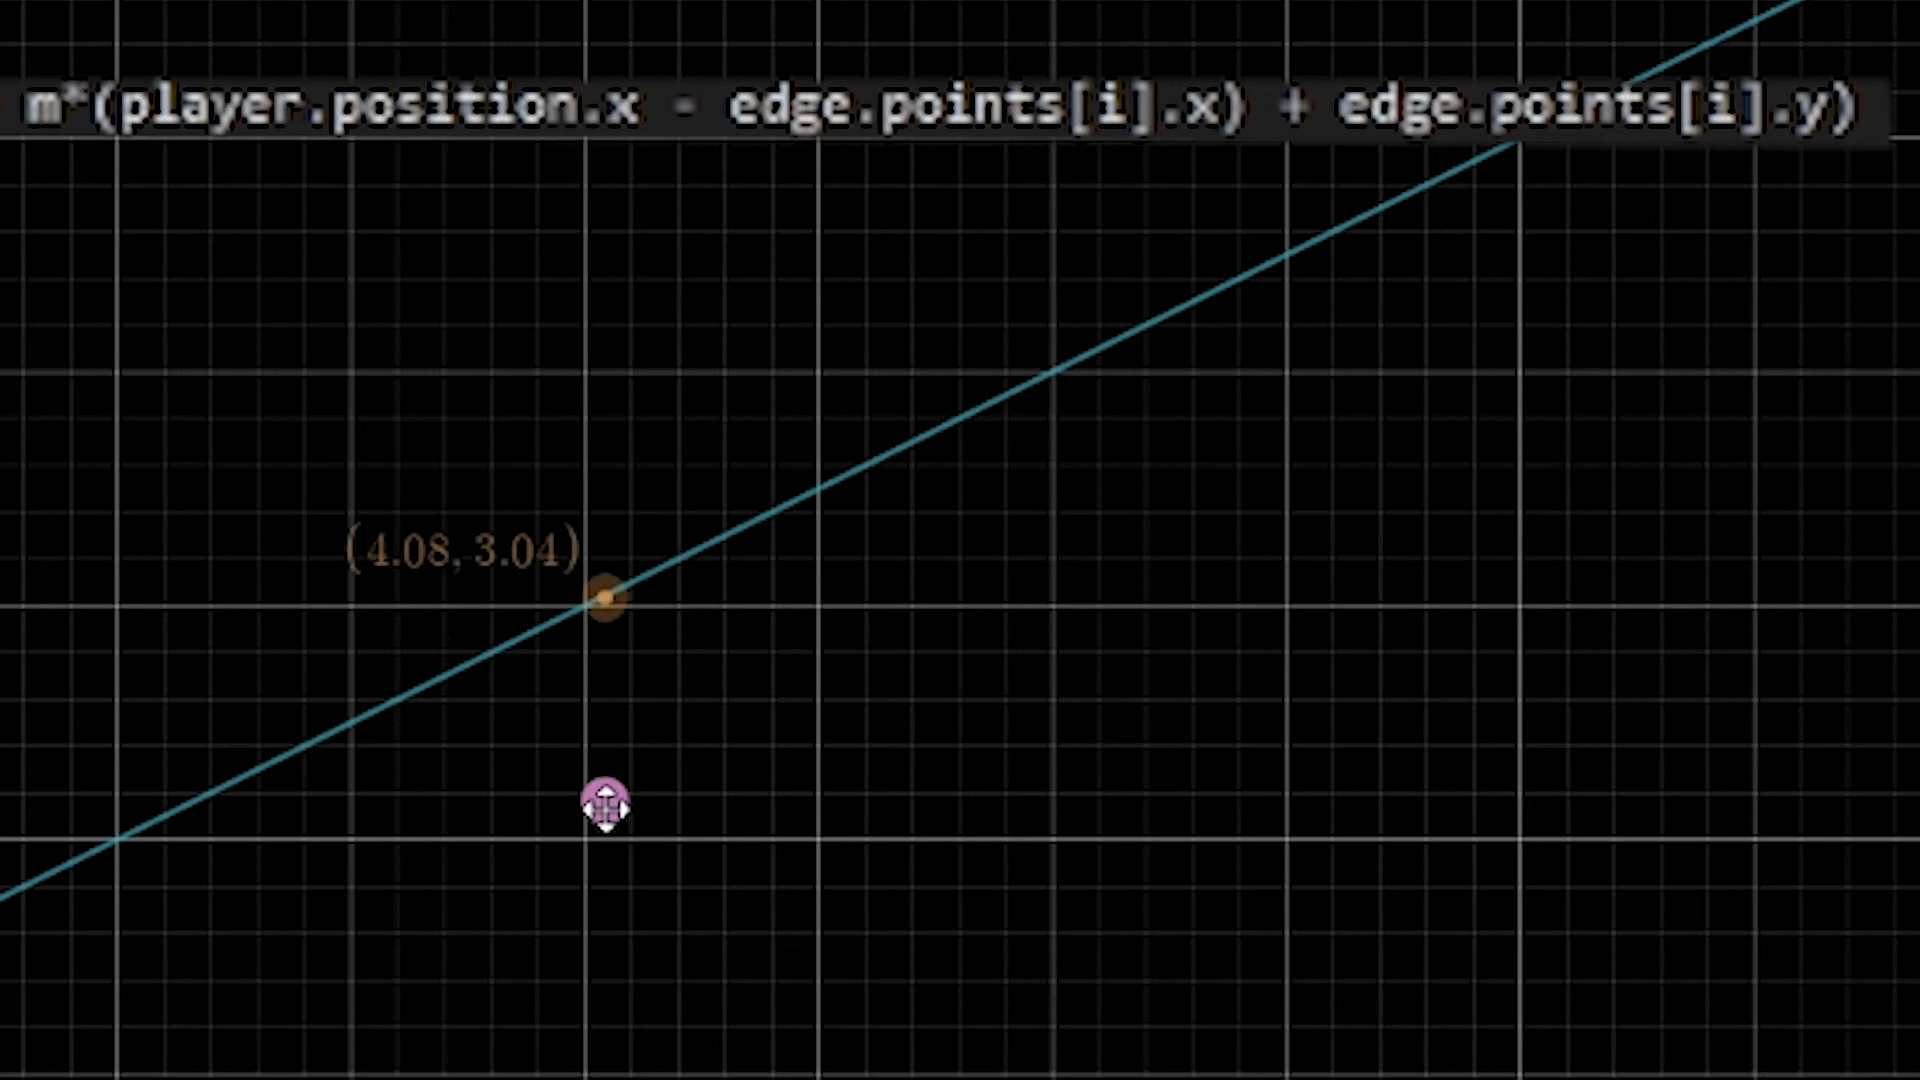 m*(player.position.x - edge.points[i].x) + edge.points[i].y)
(4.08, 3.04)